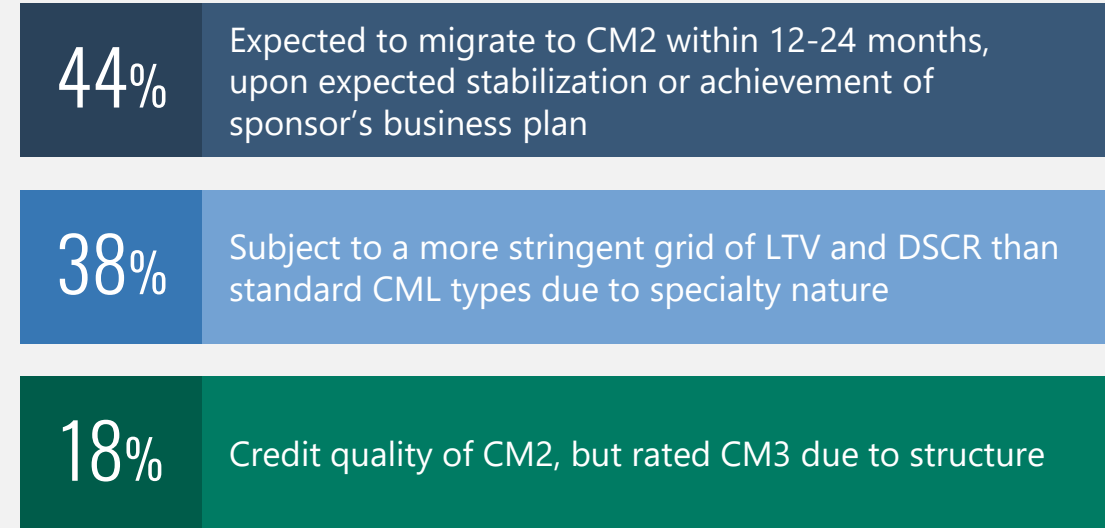 44%
Expected to migrate to CM2 within 12-24 months,
upon expected stabilization or achievement of
sponsor's business plan
38%
Subject to a more stringent grid of LTV and DSCR than
standard CML types due to specialty nature
18%
Credit quality of CM2, but rated CM3 due to structure